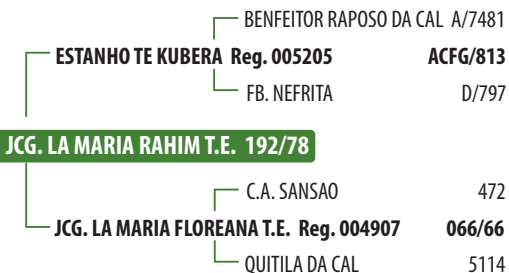 BENFEITOR RAPOSO DA CAL A/7481
ESTANHO TE KUBERA Reg. 005205 ACFG/813
FB. NEFRITA D/797
JCG. LA MARIA RAHIM T.E. 192/78
C.A. SANSAO 472
JCG. LA MARIA FLOREANA T.E. Reg. 004907 066/66
QUITILA DA CAL 5114